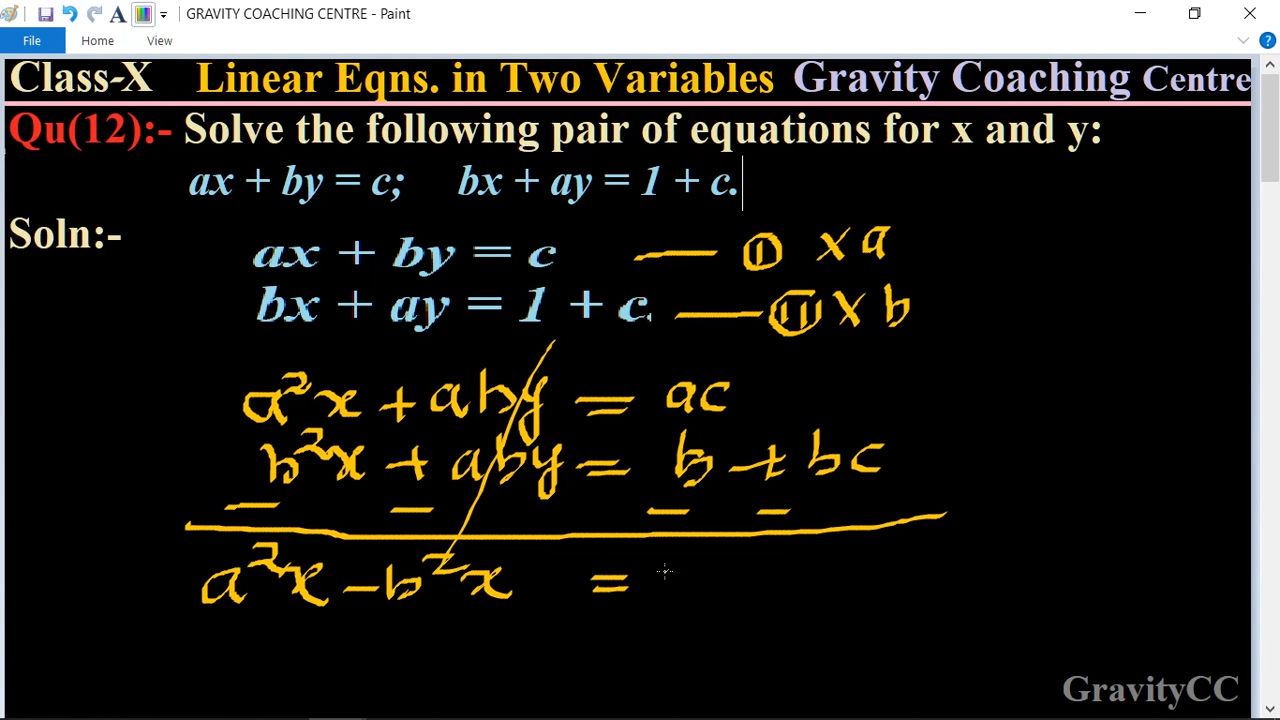 GRAVITY COACHING CENTRE - Paint
File Home View
Class-X Linear Eqns. in Two Variables Gravity Coaching Centre
Qu(12):- Solve the following pair of equations for x and y:
ax + by = c; bx + ay = 1 + c.
Soln:-
ax + by = c — (I) × a
bx + ay = 1 + c. — (II) × b
a²x + aby = ac
b²x + aby = b + bc
− − − −
a²x − b²x =
GravityCC